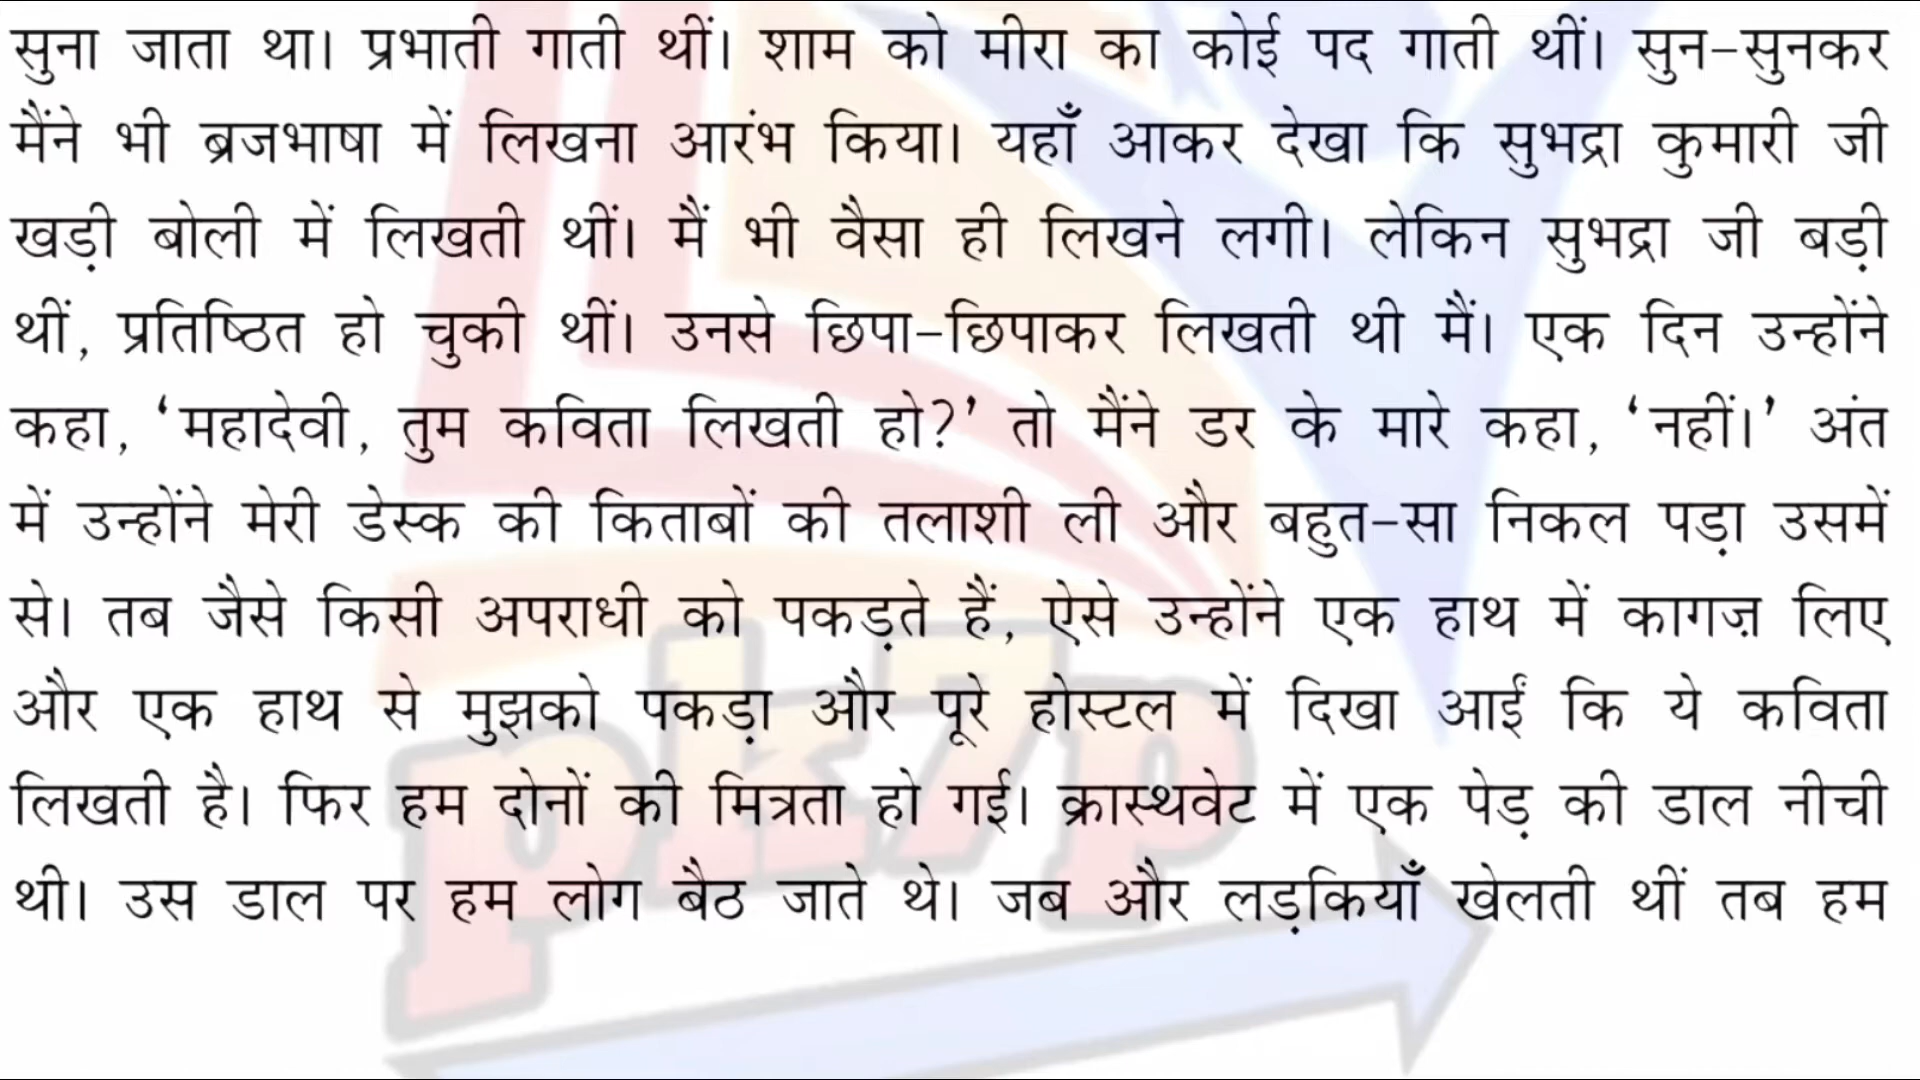 सुना जाता था। प्रभाती गाती थीं। शाम को मीरा का कोई पद गाती थीं। सुन-सुनकर
मैंने भी ब्रजभाषा में लिखना आरंभ किया। यहाँ आकर देखा कि सुभद्रा कुमारी जी
खड़ी बोली में लिखती थीं। मैं भी वैसा ही लिखने लगी। लेकिन सुभद्रा जी बड़ी
थीं, प्रतिष्ठित हो चुकी थीं। उनसे छिपा-छिपाकर लिखती थी मैं। एक दिन उन्होंने
कहा, ‘महादेवी, तुम कविता लिखती हो?’ तो मैंने डर के मारे कहा, ‘नहीं।’ अंत
में उन्होंने मेरी डेस्क की किताबों की तलाशी ली और बहुत-सा निकल पड़ा उसमें
से। तब जैसे किसी अपराधी को पकड़ते हैं, ऐसे उन्होंने एक हाथ में कागज़ लिए
और एक हाथ से मुझको पकड़ा और पूरे होस्टल में दिखा आईं कि ये कविता
लिखती है। फिर हम दोनों की मित्रता हो गई। क्रास्थवेट में एक पेड़ की डाल नीची
थी। उस डाल पर हम लोग बैठ जाते थे। जब और लड़कियाँ खेलती थीं तब हम
pk7p